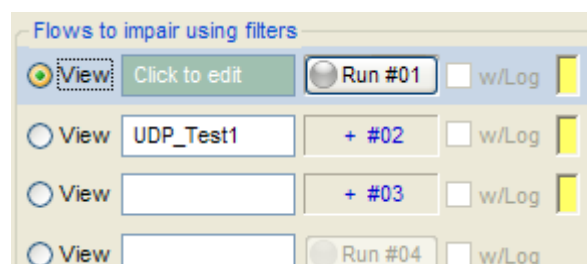 Flows to impair using filters
View Click to edit Run #01 w/Log
View UDP_Test1 + #02 w/Log
View + #03 w/Log
View Run #04 w/Log